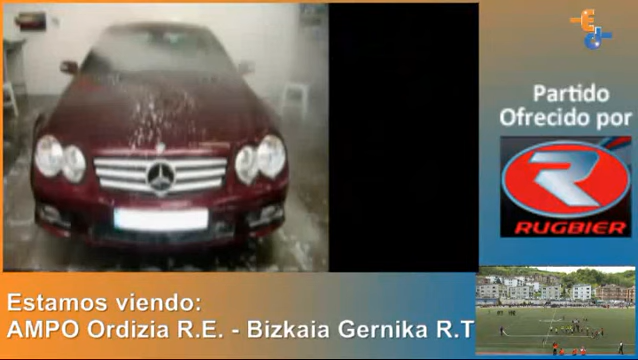 Partido
Ofrecido por
RUGBIER
Estamos viendo:
AMPO Ordizia R.E. - Bizkaia Gernika R.T